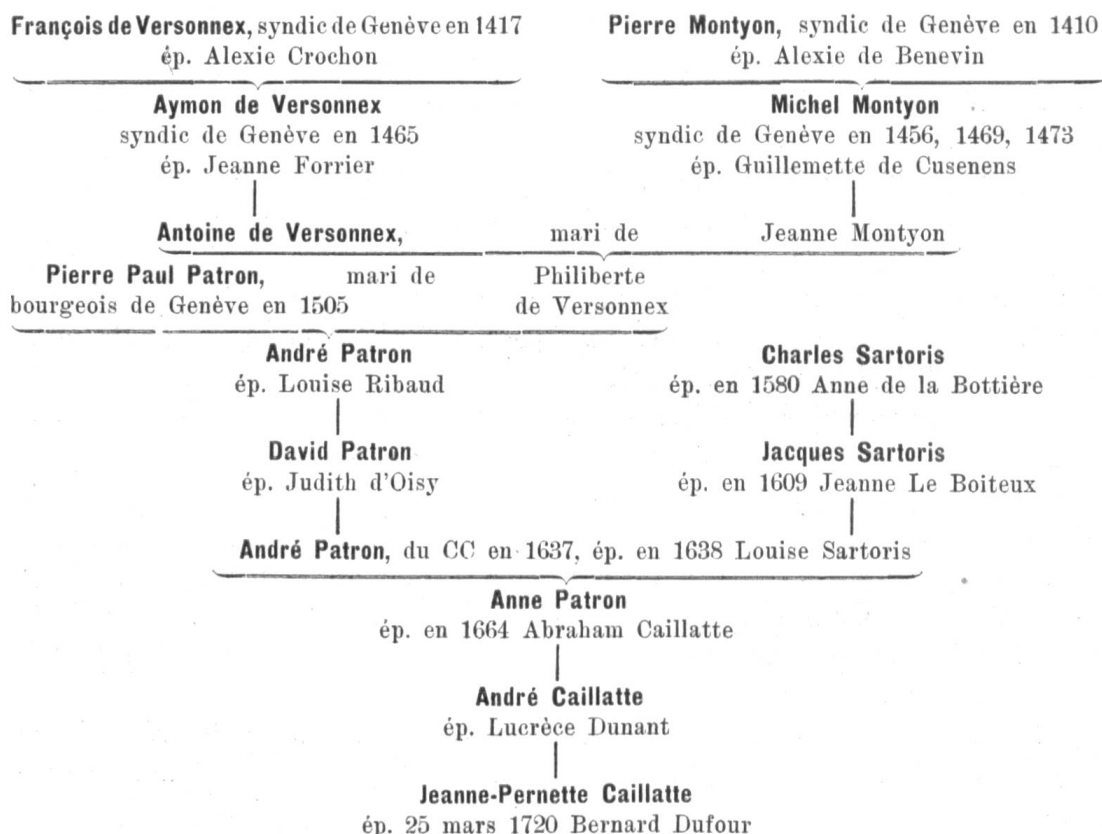 François de Versonnex, syndic de Genève en 1417
ép. Alexie Crochon
Pierre Montyon, syndic de Genève en 1410
ép. Alexie de Benevin
Aymon de Versonnex
syndic de Genève en 1465
ép. Jeanne Forrier
Michel Montyon
syndic de Genève en 1456, 1469, 1473
ép. Guillemette de Cusenens
Antoine de Versonnex, mari de Jeanne Montyon
Pierre Paul Patron, mari de Philiberte
bourgeois de Genève en 1505 de Versonnex
André Patron
ép. Louise Ribaud
Charles Sartoris
ép. en 1580 Anne de la Bottière
David Patron
ép. Judith d'Oisy
Jacques Sartoris
ép. en 1609 Jeanne Le Boiteux
André Patron, du CC en 1637, ép. en 1638 Louise Sartoris
Anne Patron
ép. en 1664 Abraham Caillatte
André Caillatte
ép. Lucrèce Dunant
Jeanne-Pernette Caillatte
ép. 25 mars 1720 Bernard Dufour